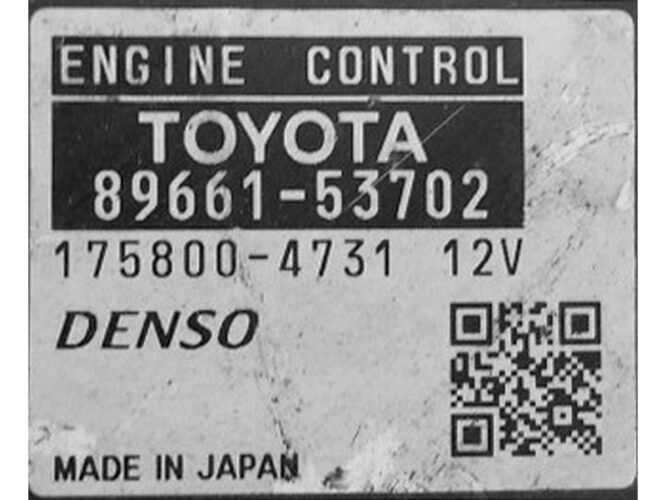 ENGINE CONTROL
TOYOTA
89661-53702
175800-4731 12V
DENSO
MADE IN JAPAN